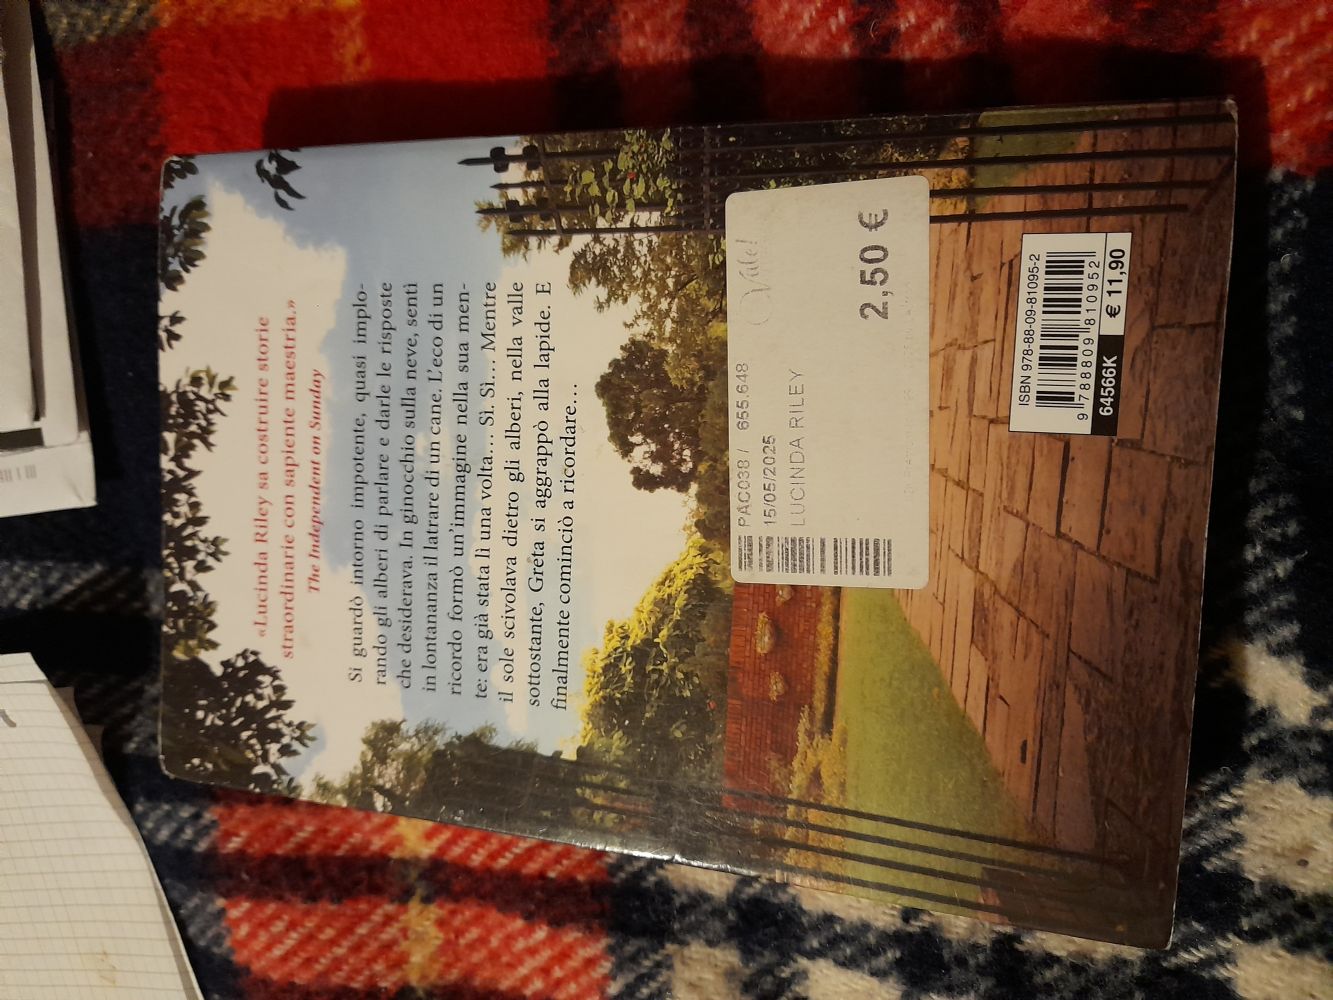 «Lucinda Riley sa costruire storie
straordinarie con sapiente maestria.»
The Independent on Sunday
Si guardò intorno impotente, quasi implo-
rando gli alberi di parlare e darle le risposte
che desiderava. In ginocchio sulla neve, sentì
in lontananza il latrare di un cane. L'eco di un
ricordo formò un'immagine nella sua men-
te: era già stata lì una volta... Sì. Sì... Mentre
il sole scivolava dietro gli alberi, nella valle
sottostante, Greta si aggrappò alla lapide. E
finalmente cominciò a ricordare...
PAC038 / 655.648
Vale!
15/05/2025
LUCINDA RILEY
2,50 €
ISBN 978-88-09-81095-2
9 788809 810952
64566K
€ 11,90